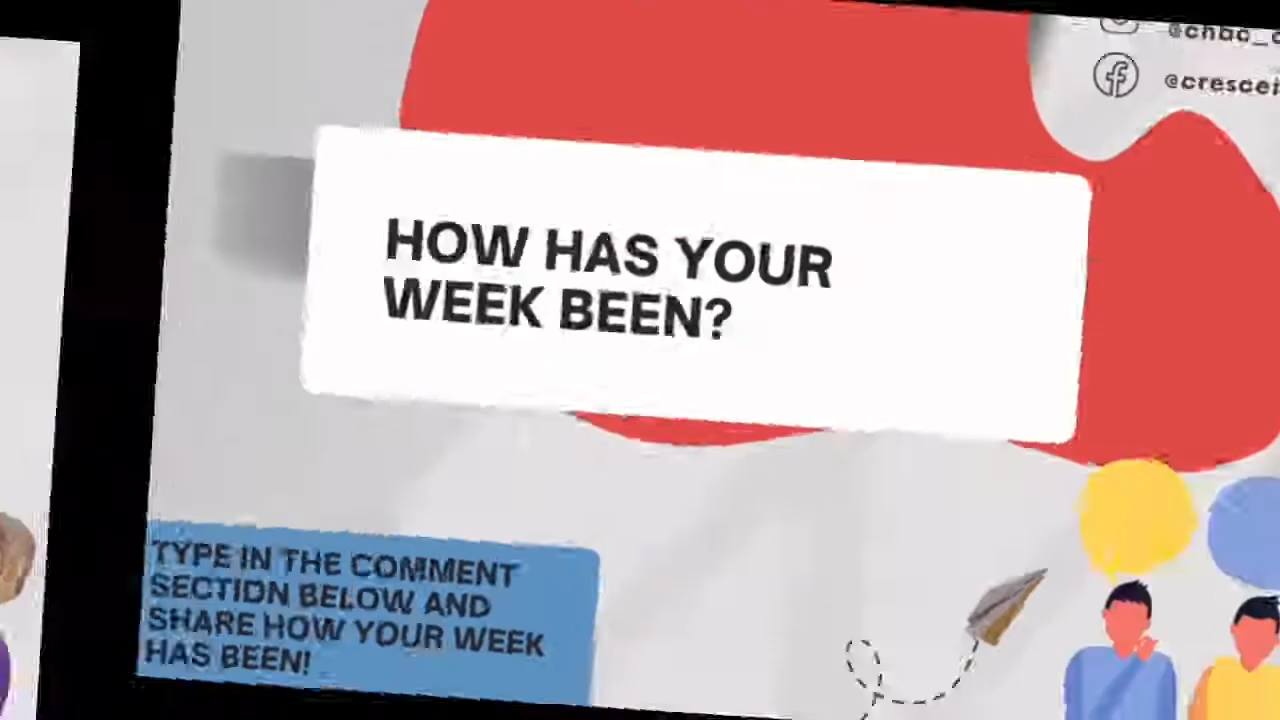 HOW HAS YOUR
WEEK BEEN?
TYPE IN THE COMMENT
SECTION BELOW AND
SHARE HOW YOUR WEEK
HAS BEEN!